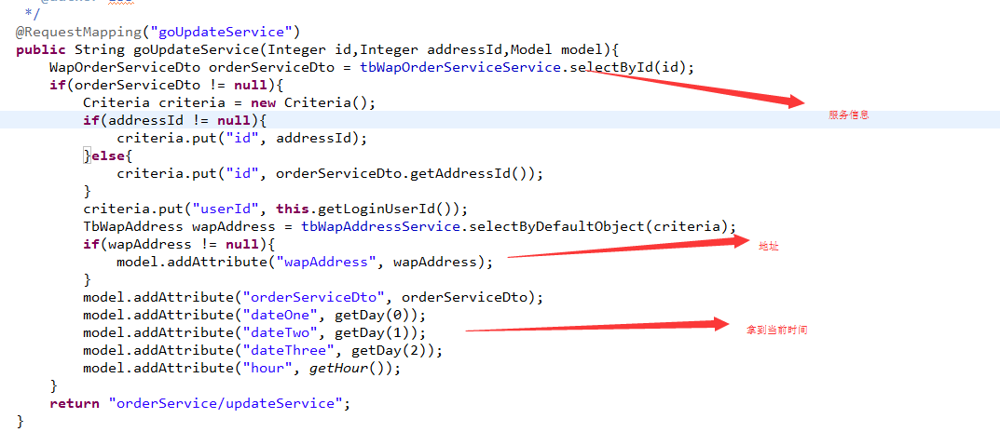 */
@RequestMapping("goUpdateService")
public String goUpdateService(Integer id,Integer addressId,Model model){
WapOrderServiceDto orderServiceDto = tbWapOrderServiceService.selectById(id);
if(orderServiceDto != null){
Criteria criteria = new Criteria();
服务信息
if(addressId != null){
criteria.put("id", addressId);
}else{
criteria.put("id", orderServiceDto.getAddressId());
}
criteria.put("userId", this.getLoginUserId());
TbWapAddress wapAddress = tbWapAddressService.selectByDefaultObject(criteria);
if(wapAddress != null){
地址
model.addAttribute("wapAddress", wapAddress);
}
model.addAttribute("orderServiceDto", orderServiceDto);
model.addAttribute("dateOne", getDay(0));
model.addAttribute("dateTwo", getDay(1));
拿到当前时间
model.addAttribute("dateThree", getDay(2));
model.addAttribute("hour", getHour());
}
return "orderService/updateService";
}